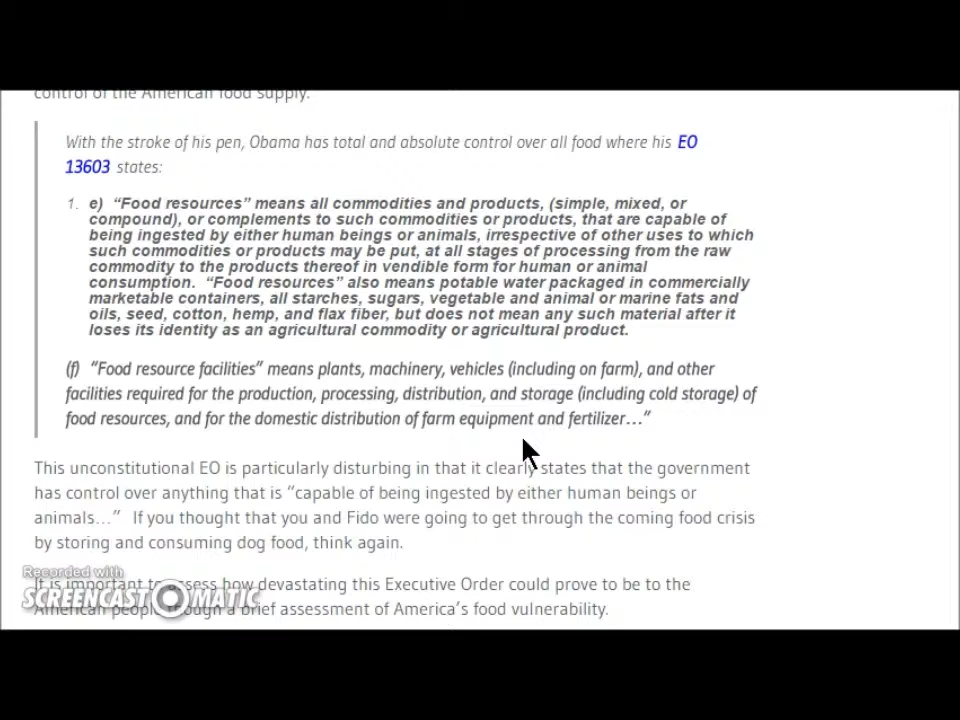 control of the American food supply.
With the stroke of his pen, Obama has total and absolute control over all food where his EO
13603 states:
1. e) “Food resources” means all commodities and products, (simple, mixed, or
compound), or complements to such commodities or products, that are capable of
being ingested by either human beings or animals, irrespective of other uses to which
such commodities or products may be put, at all stages of processing from the raw
commodity to the products thereof in vendible form for human or animal
consumption. “Food resources” also means potable water packaged in commercially
marketable containers, all starches, sugars, vegetable and animal or marine fats and
oils, seed, cotton, hemp, and flax fiber, but does not mean any such material after it
loses its identity as an agricultural commodity or agricultural product.
(f) “Food resource facilities” means plants, machinery, vehicles (including on farm), and other
facilities required for the production, processing, distribution, and storage (including cold storage) of
food resources, and for the domestic distribution of farm equipment and fertilizer…”
This unconstitutional EO is particularly disturbing in that it clearly states that the government
has control over anything that is “capable of being ingested by either human beings or
animals…” If you thought that you and Fido were going to get through the coming food crisis
by storing and consuming dog food, think again.
Recorded with
It is important to assess how devastating this Executive Order could prove to be to the
SCREENCAST-O-MATIC
American people though a brief assessment of America’s food vulnerability.